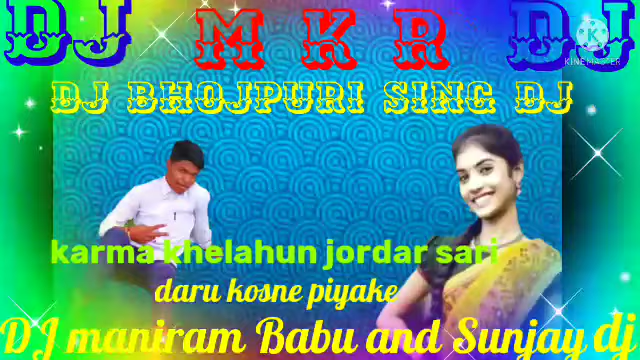 DJ M K R DJ
KINEMASTER
DJ BHOJPURI SING DJ
karma khelahun jordar sari
daru kosne piyake
DJ maniram Babu and Sunjay dj